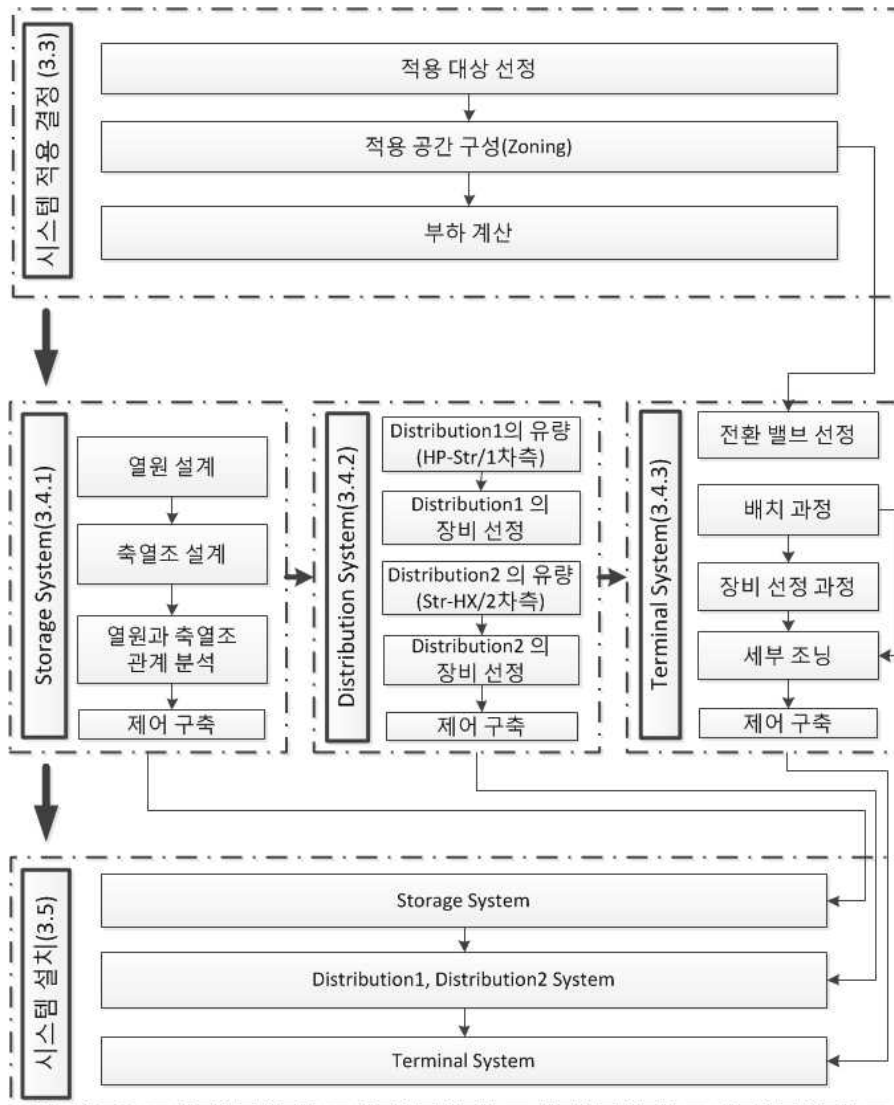 시스템 적용 결정 (3.3)
적용 대상 선정
적용 공간 구성(Zoning)
부하 계산
Storage System(3.4.1)
열원 설계
축열조 설계
열원과 축열조
관계 분석
제어 구축
Distribution System(3.4.2)
Distribution1의 유량
(HP-Str/1차측)
Distribution1 의
장비 선정
Distribution2 의 유량
(Str-HX/2차측)
Distribution2 의
장비 선정
제어 구축
Terminal System(3.4.3)
전환 밸브 선정
배치 과정
장비 선정 과정
세부 조닝
제어 구축
시스템 설치(3.5)
Storage System
Distribution1, Distribution2 System
Terminal System